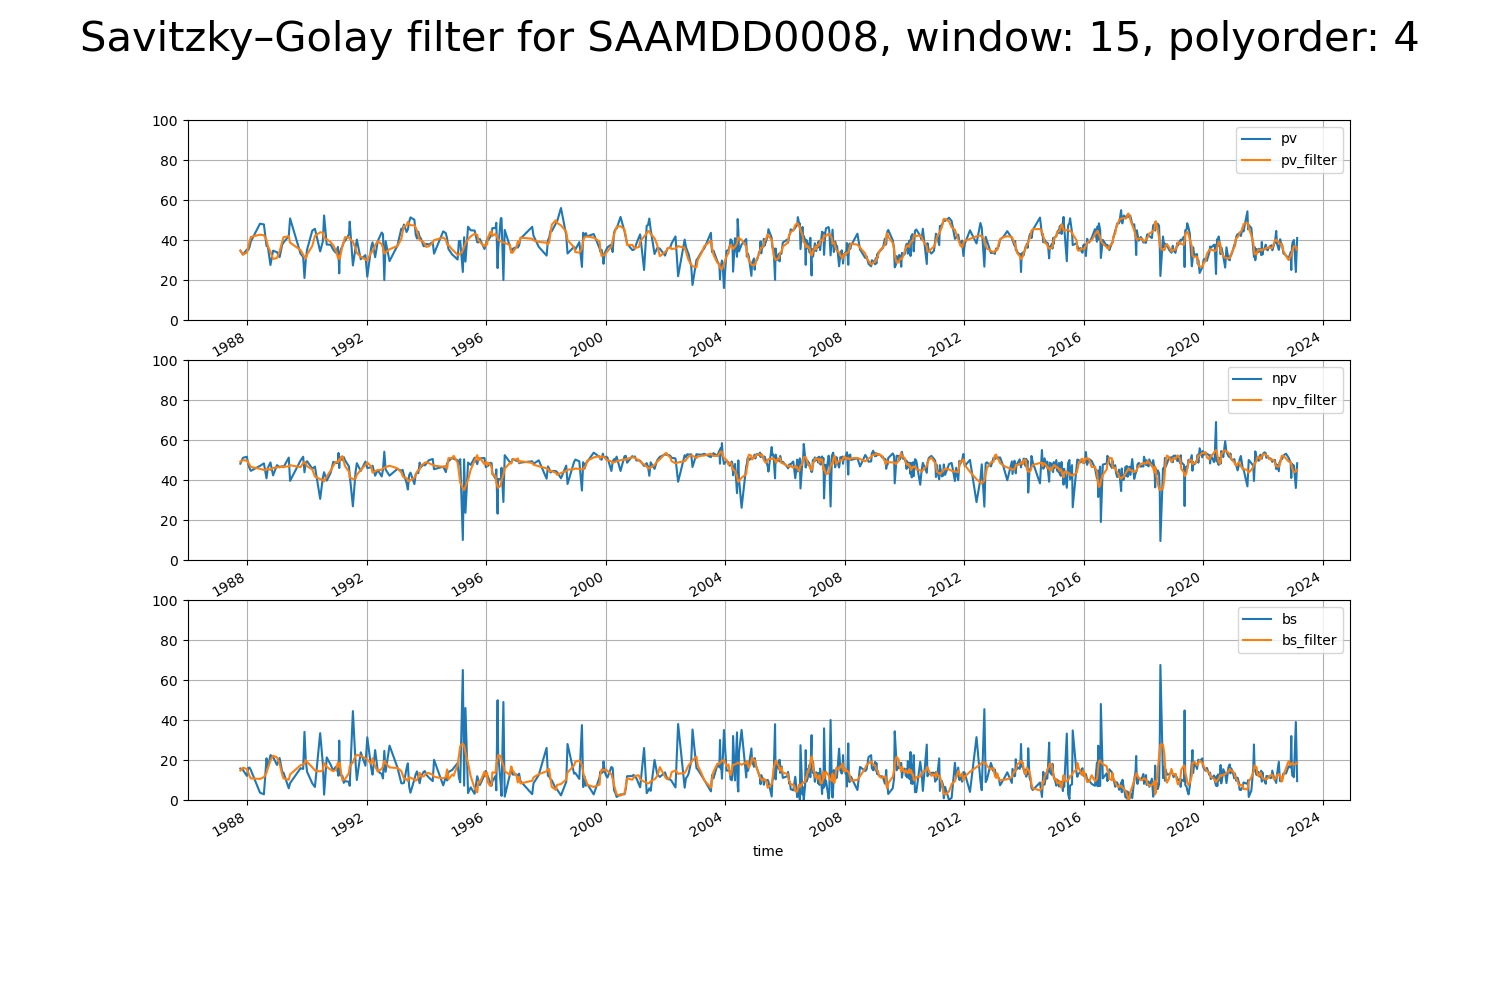 Savitzky–Golay filter for SAAMDD0008, window: 15, polyorder: 4
100
80
60
40
20
0
pv
pv_filter
1988 1992 1996 2000 2004 2008 2012 2016 2020 2024
100
80
60
40
20
0
npv
npv_filter
1988 1992 1996 2000 2004 2008 2012 2016 2020 2024
100
80
60
40
20
0
bs
bs_filter
1988 1992 1996 2000 2004 2008 2012 2016 2020 2024
time